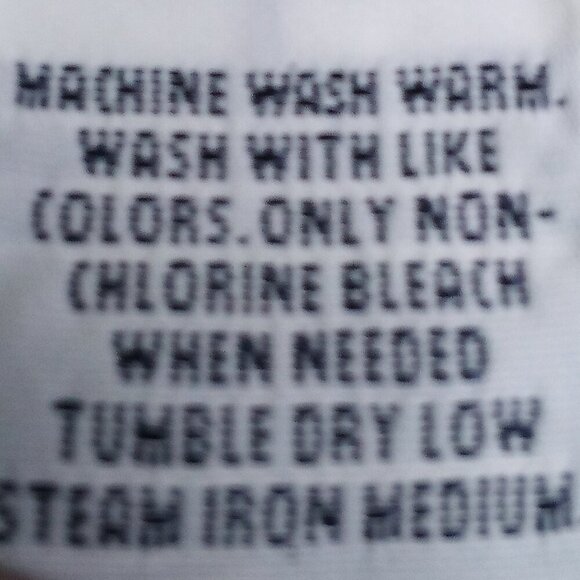 MACHINE WASH WARM.
WASH WITH LIKE
COLORS. ONLY NON-
CHLORINE BLEACH
WHEN NEEDED
TUMBLE DRY LOW
STEAM IRON MEDIUM